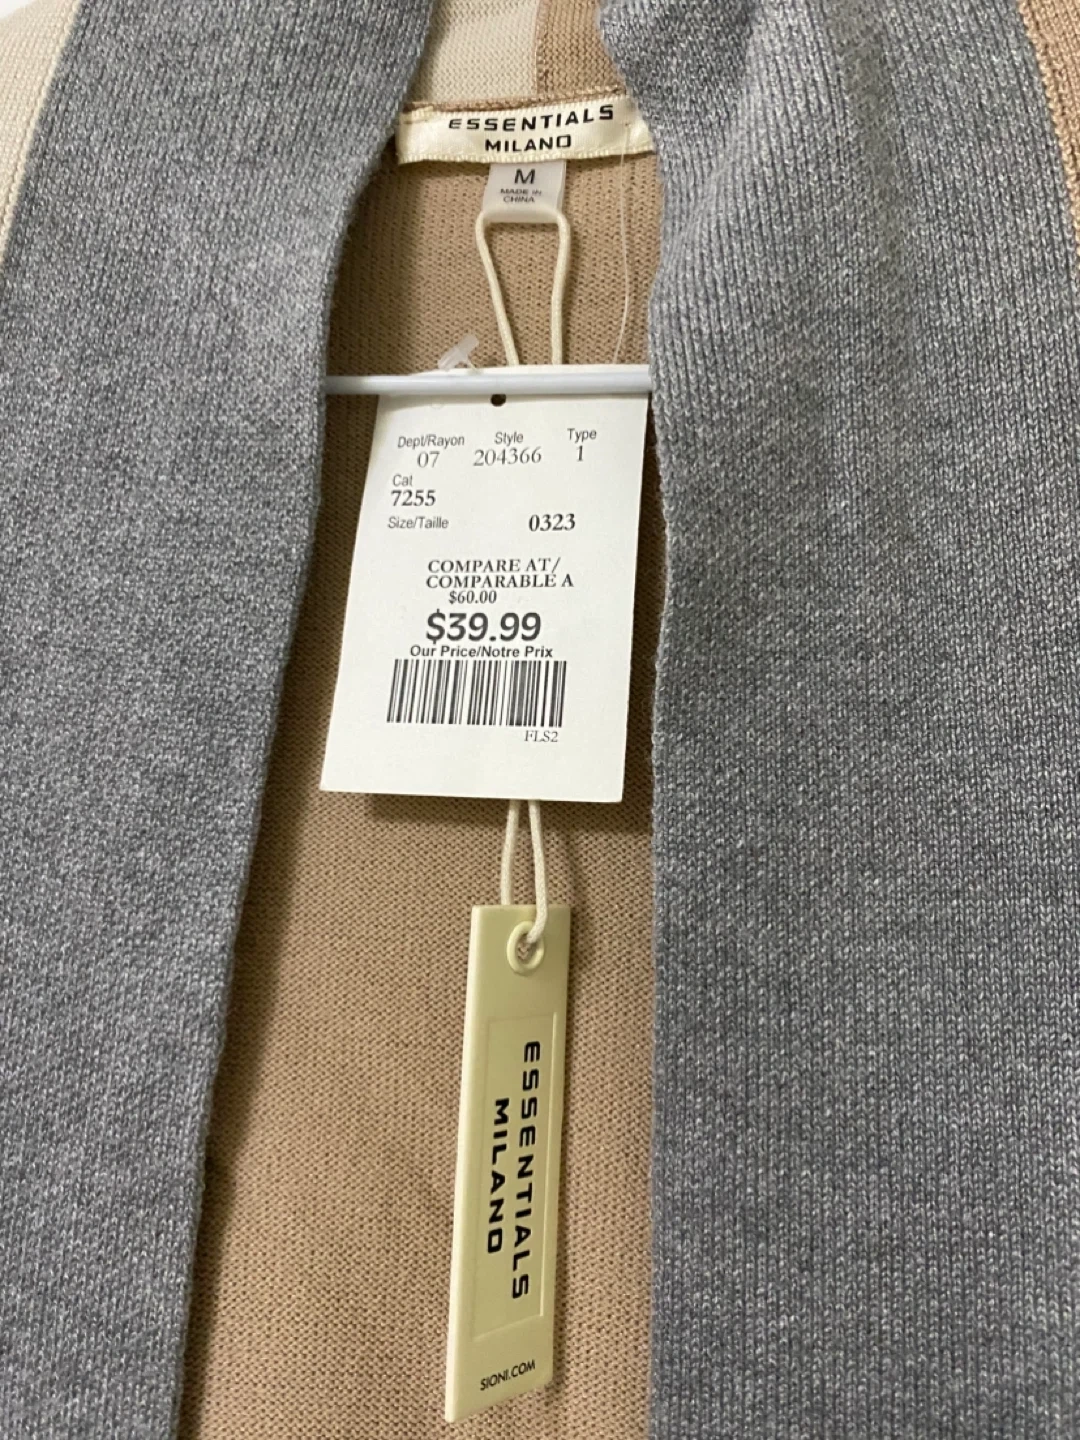 ESSENTIALS
MILANO
M
MADE IN
CHINA
Dept/Rayon Style Type
07 204366 1
Cat
7255
Size/Taille 0323
COMPARE AT/
COMPARABLE A
$60.00
$39.99
Our Price/Notre Prix
FLS2
ESSENTIALS
MILANO
SIONI.COM